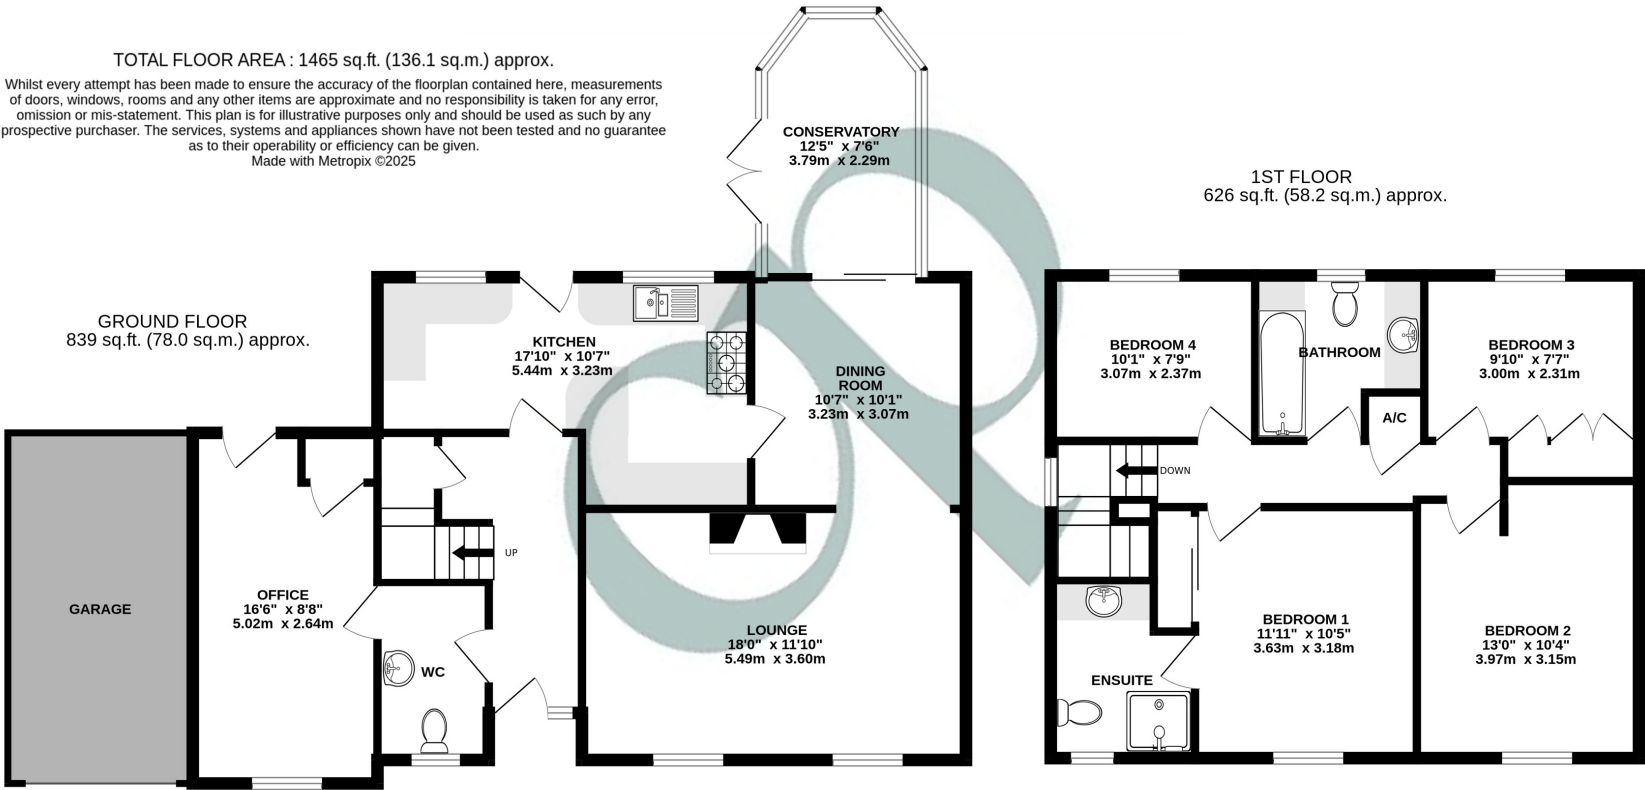 TOTAL FLOOR AREA : 1465 sq.ft. (136.1 sq.m.) approx.
Whilst every attempt has been made to ensure the accuracy of the floorplan contained here, measurements
of doors, windows, rooms and any other items are approximate and no responsibility is taken for any error,
omission or mis-statement. This plan is for illustrative purposes only and should be used as such by any
prospective purchaser. The services, systems and appliances shown have not been tested and no guarantee
as to their operability or efficiency can be given.
Made with Metropix ©2025
GROUND FLOOR
839 sq.ft. (78.0 sq.m.) approx.
CONSERVATORY
12'5" x 7'6"
3.79m x 2.29m
KITCHEN
17'10" x 10'7"
5.44m x 3.23m
DINING
ROOM
10'7" x 10'1"
3.23m x 3.07m
GARAGE
OFFICE
16'6" x 8'8"
5.02m x 2.64m
UP
WC
LOUNGE
18'0" x 11'10"
5.49m x 3.60m
1ST FLOOR
626 sq.ft. (58.2 sq.m.) approx.
BEDROOM 4
10'1" x 7'9"
3.07m x 2.37m
BATHROOM
BEDROOM 3
9'10" x 7'7"
3.00m x 2.31m
A/C
DOWN
BEDROOM 1
11'11" x 10'5"
3.63m x 3.18m
BEDROOM 2
13'0" x 10'4"
3.97m x 3.15m
ENSUITE